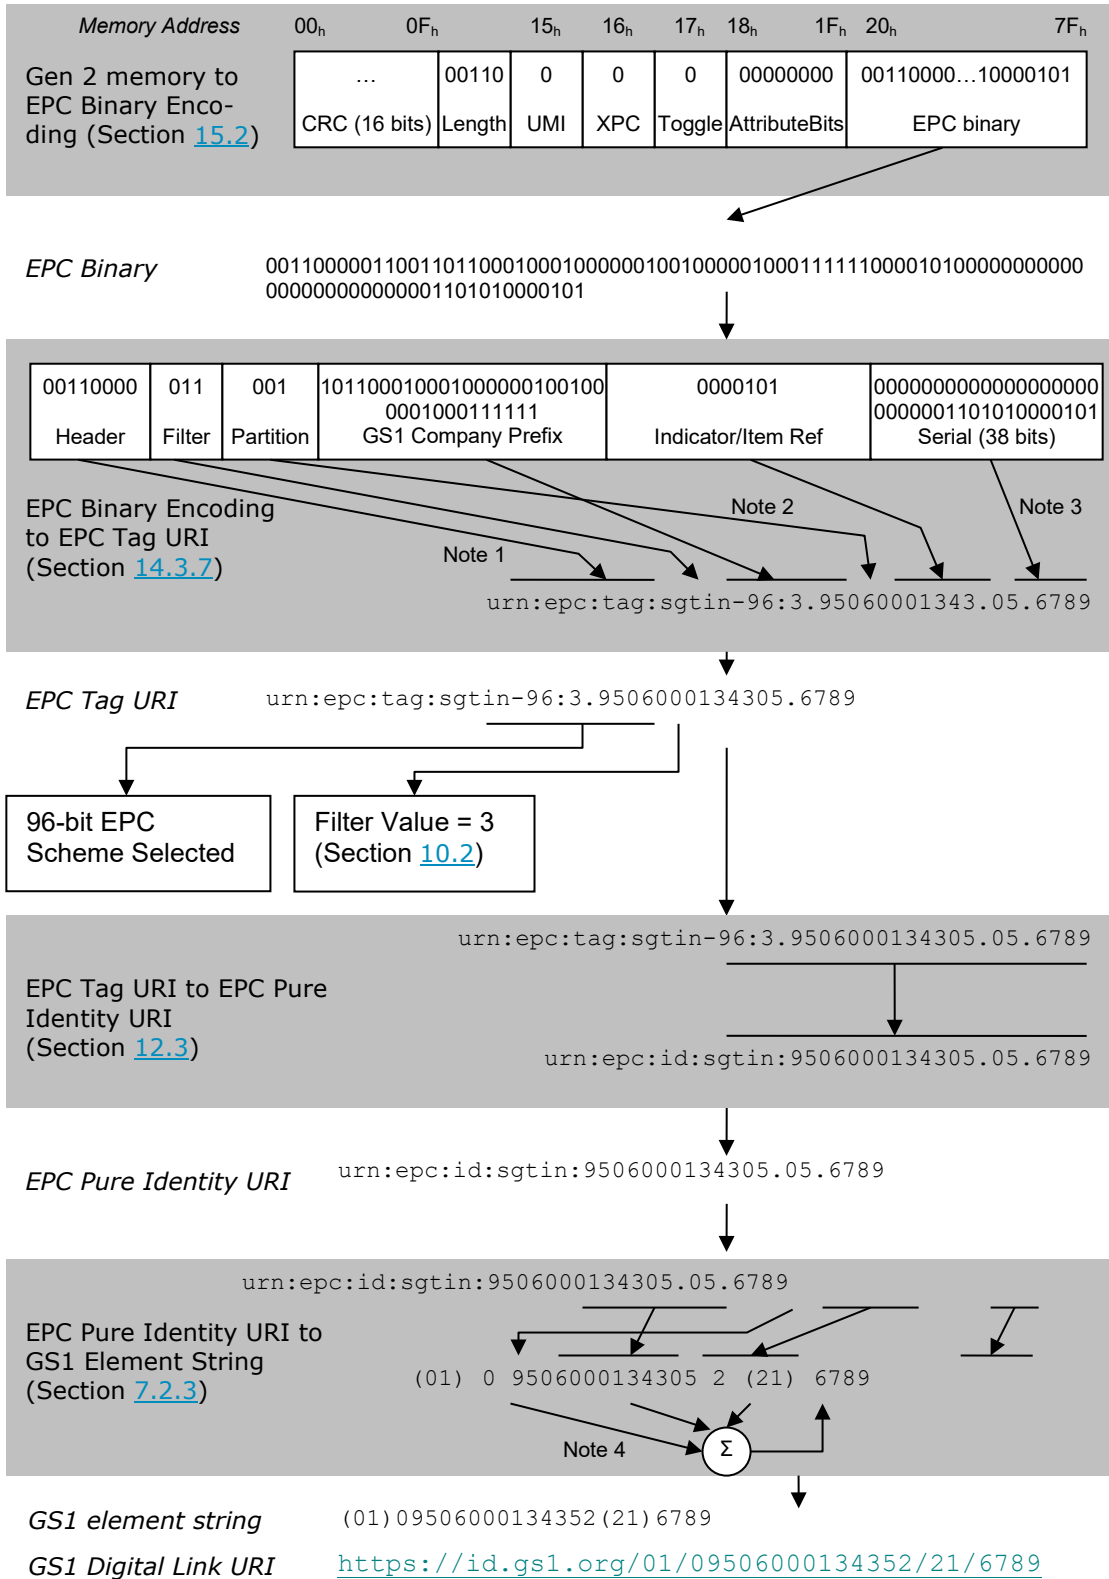 Memory Address 00h 0Fh 15h 16h 17h 18h 1Fh 20h 7Fh
Gen 2 memory to
EPC Binary Enco-
ding (Section 15.2)
… 00110 0 0 0 00000000 00110000…10000101
CRC (16 bits) Length UMI XPC Toggle AttributeBits EPC binary
EPC Binary
001100000110011011000100010000001001000001000111111000010100000000000
000000000000001101010000101
00110000 011 001 101100010001000000100100 0000101 0000000000000000000
0001000111111 0000001101010000101
Header Filter Partition GS1 Company Prefix Indicator/Item Ref Serial (38 bits)
EPC Binary Encoding
to EPC Tag URI
(Section 14.3.7)
Note 1
Note 2
Note 3
urn:epc:tag:sgtin-96:3.95060001343.05.6789
EPC Tag URI urn:epc:tag:sgtin-96:3.9506000134305.6789
96-bit EPC
Scheme Selected
Filter Value = 3
(Section 10.2)
urn:epc:tag:sgtin-96:3.9506000134305.05.6789
EPC Tag URI to EPC Pure
Identity URI
(Section 12.3)
urn:epc:id:sgtin:9506000134305.05.6789
EPC Pure Identity URI urn:epc:id:sgtin:9506000134305.05.6789
urn:epc:id:sgtin:9506000134305.05.6789
EPC Pure Identity URI to
GS1 Element String
(Section 7.2.3)
(01) 0 9506000134305 2 (21) 6789
Note 4 Σ
GS1 element string (01)09506000134352(21)6789
GS1 Digital Link URI https://id.gs1.org/01/09506000134352/21/6789